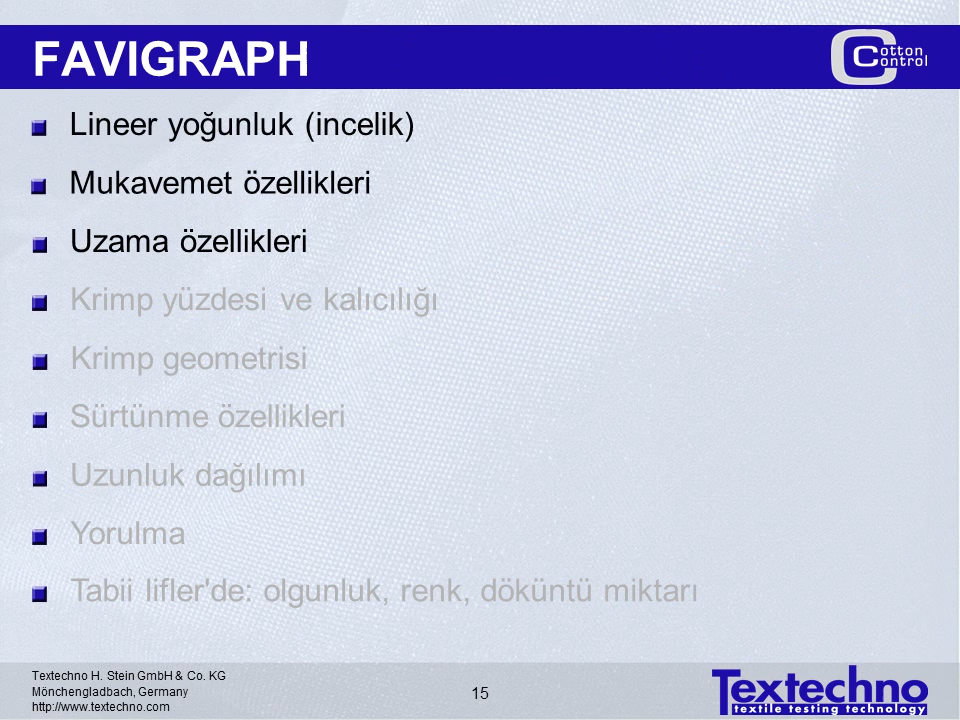 FAVIGRAPH
Cotton
Control
Lineer yoğunluk (incelik)
Mukavemet özellikleri
Uzama özellikleri
Krimp yüzdesi ve kalıcılığı
Krimp geometrisi
Sürtünme özellikleri
Uzunluk dağılımı
Yorulma
Tabii lifler'de: olgunluk, renk, döküntü miktarı
Textechno H. Stein GmbH & Co. KG
Mönchengladbach, Germany
http://www.textechno.com
15
Textechno
textile testing technology